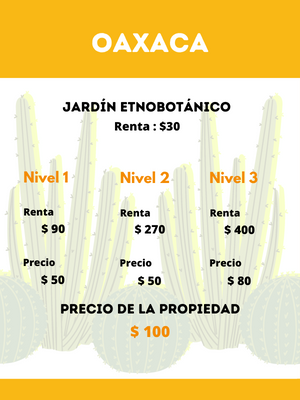 OAXACA
JARDÍN ETNOBOTÁNICO
Renta : $30
Nivel 1 Nivel 2 Nivel 3
Renta Renta Renta
$ 90 $ 270 $ 400
Precio Precio Precio
$ 50 $ 50 $ 80
PRECIO DE LA PROPIEDAD
$ 100